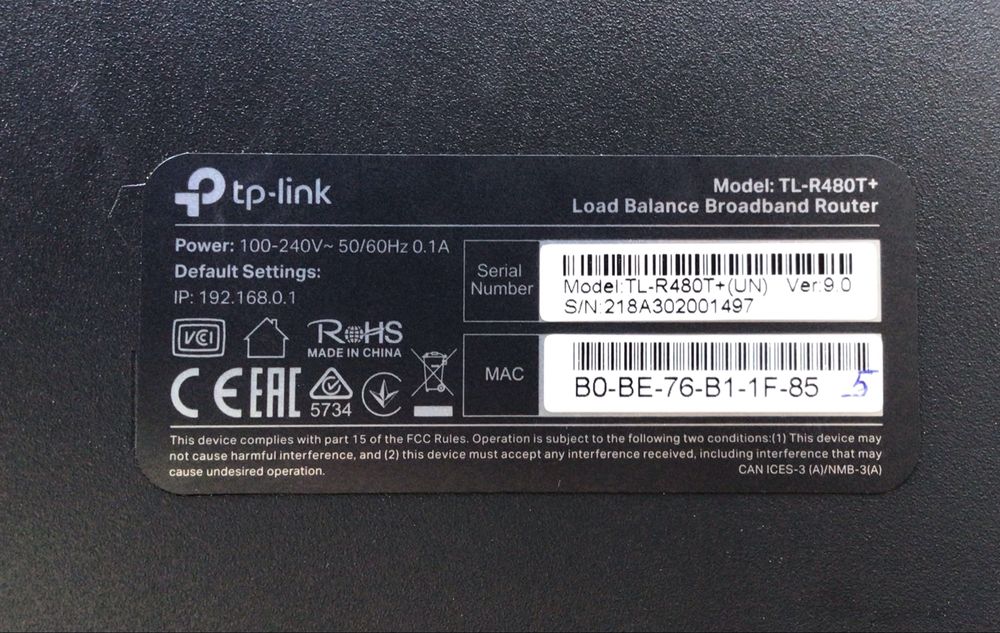 tp-link
Model: TL-R480T+
Load Balance Broadband Router
Power: 100-240V~ 50/60Hz 0.1A
Default Settings:
IP: 192.168.0.1
VCI
RoHS
MADE IN CHINA
CE EAC
5734
Serial
Number
Model:TL-R480T+(UN) Ver:9.0
S/N:218A302001497
MAC
B0-BE-76-B1-1F-85
5
This device complies with part 15 of the FCC Rules. Operation is subject to the following two conditions:(1) This device may
not cause harmful interference, and (2) this device must accept any interference received, including interference that may
cause undesired operation.
CAN ICES-3 (A)/NMB-3(A)